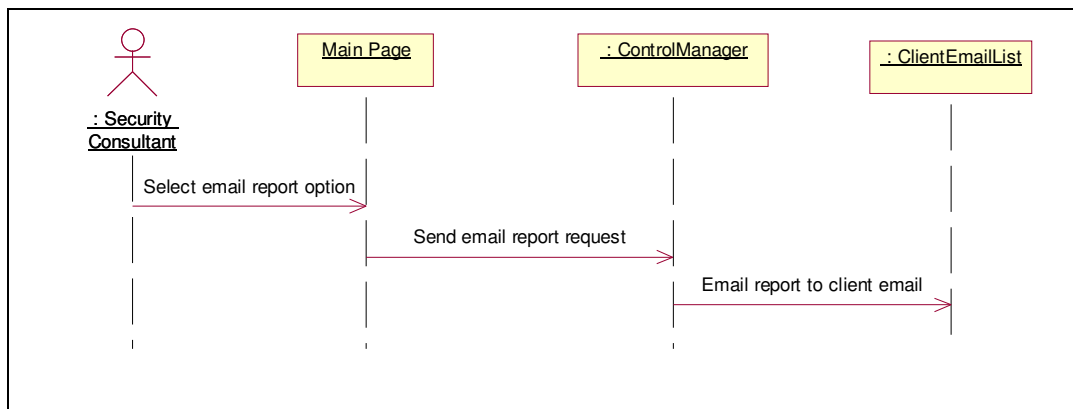 Main Page
: ControlManager
: ClientEmailList
: Security
Consultant
Select email report option
Send email report request
Email report to client email